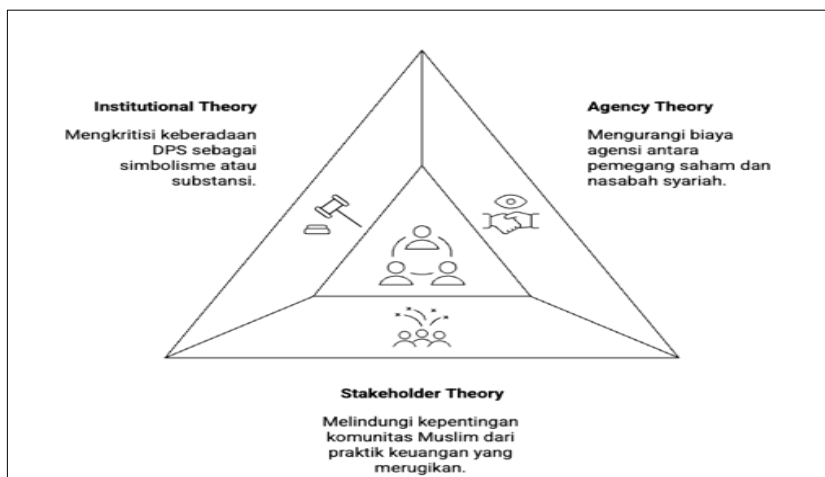 Institutional Theory
Mengkritisi keberadaan
DPS sebagai
simbolisme atau
substansi.
Agency Theory
Mengurangi biaya
agensi antara
pemegang saham dan
nasabah syariah.
Stakeholder Theory
Melindungi kepentingan
komunitas Muslim dari
praktik keuangan yang
merugikan.